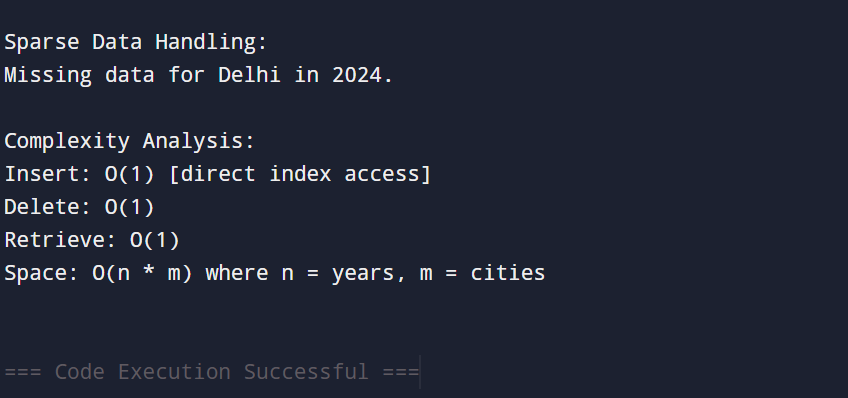 Sparse Data Handling:
Missing data for Delhi in 2024.
Complexity Analysis:
Insert: O(1) [direct index access]
Delete: O(1)
Retrieve: O(1)
Space: O(n * m) where n = years, m = cities
=== Code Execution Successful ===